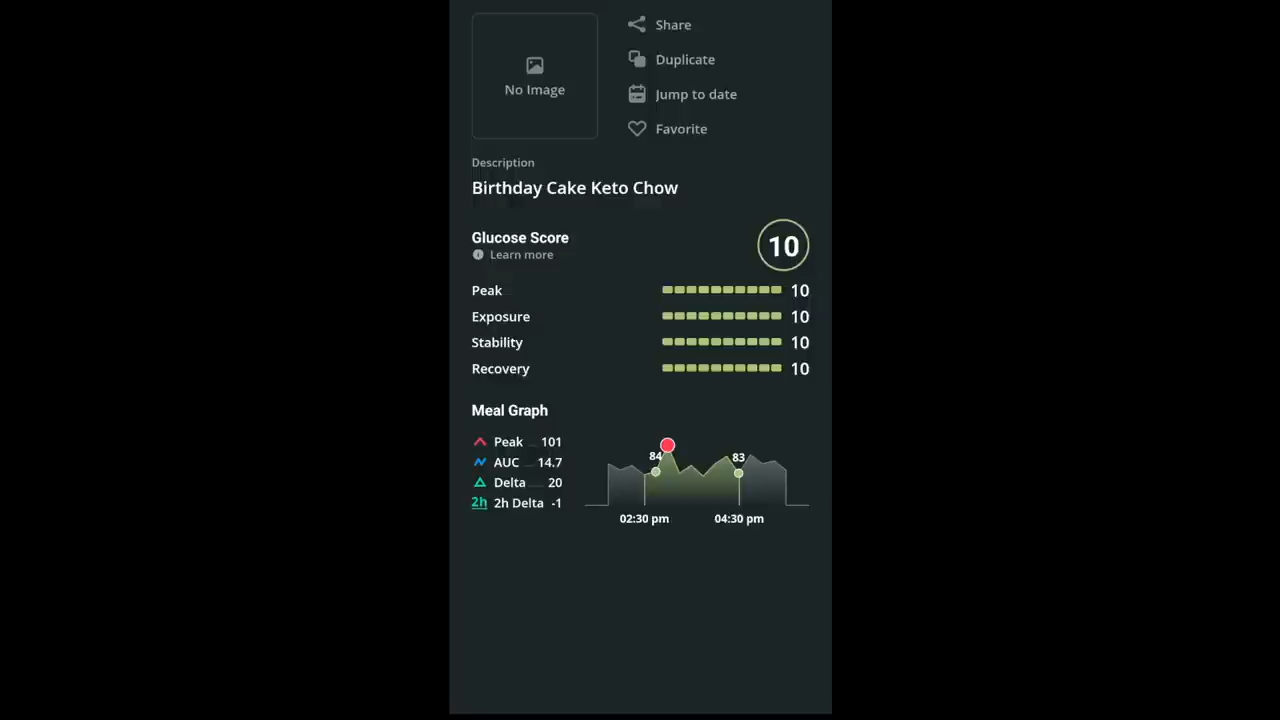 No Image
Share
Duplicate
Jump to date
Favorite
Description
Birthday Cake Keto Chow
Glucose Score
Learn more
10
Peak 10
Exposure 10
Stability 10
Recovery 10
Meal Graph
Peak 101
AUC 14.7
Delta 20
2h 2h Delta -1
84
83
02:30 pm
04:30 pm